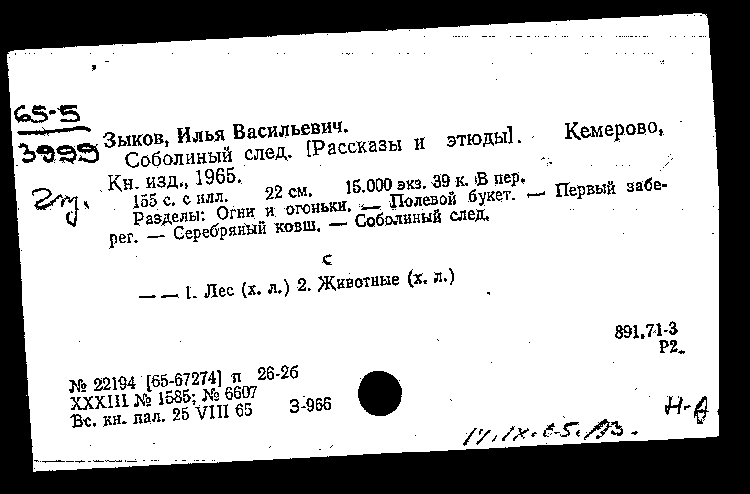 65-5
3999
2 эк.
Зыков, Илья Васильевич.
Соболиный след. [Рассказы и этюды]. Кемерово,
Кн. изд., 1965.
155 с. с илл. 22 см. 15.000 экз. 39 к. В пер.
Разделы: Огни и огоньки. — Полевой букет. — Первый забе-
рег. — Серебряный ковш. — Соболиный след.
с
— — 1. Лес (х. л.) 2. Животные (х. л.)
891.71-3
Р2.
№ 22194 [65-67274] п 26-26
XXXIII № 1585; № 6607
Вс. кн. пал. 25 VIII 65 З-966
Н-А
14.IX.65.